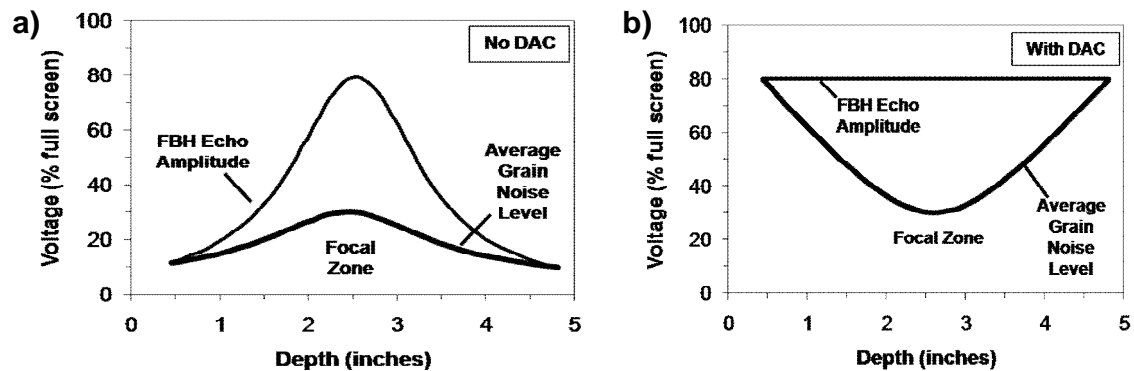 a)
No DAC
Voltage (% full screen)
100
80
60
40
20
0
FBH Echo
Amplitude
Average
Grain
Noise
Level
Focal
Zone
0 1 2 3 4 5
Depth (inches)
b)
With DAC
Voltage (% full screen)
100
80
60
40
20
0
FBH Echo
Amplitude
Focal Zone
Average
Grain
Noise
Level
0 1 2 3 4 5
Depth (inches)